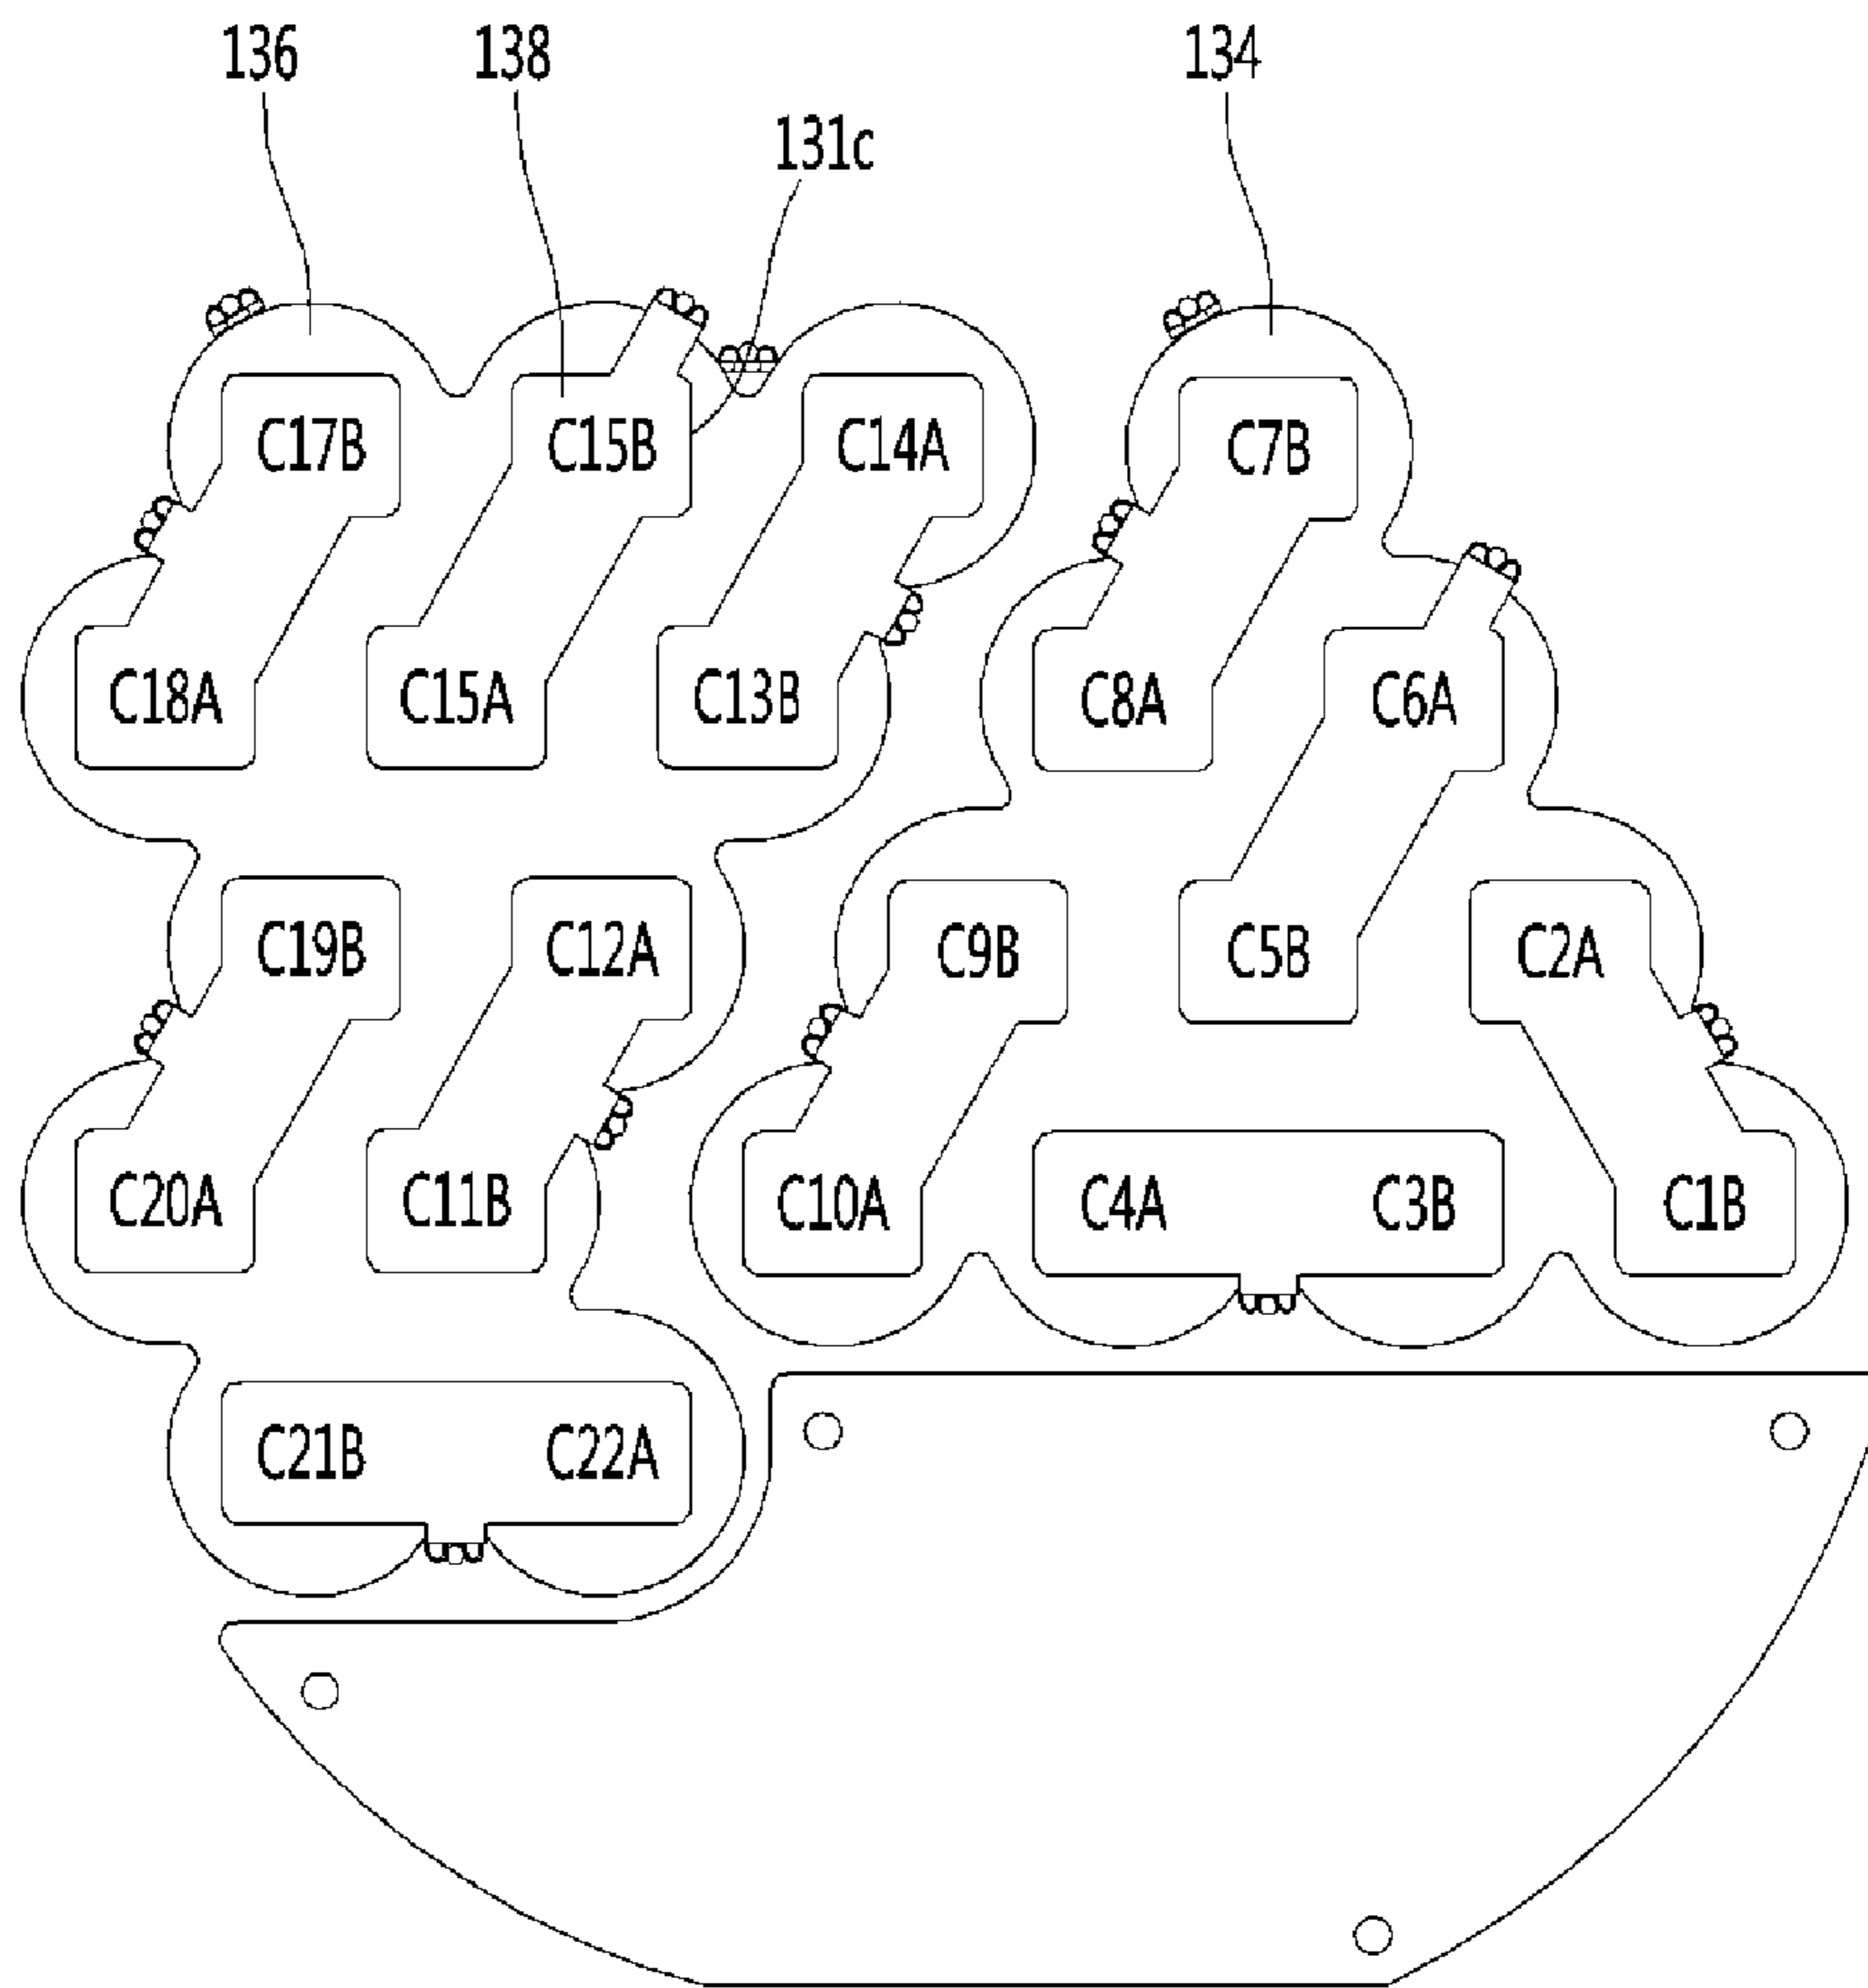 136 138 134
131c
C17B C15B C14A C7B
C18A C15A C13B C8A C6A
C19B C12A C9B C5B C2A
C20A C11B C10A C4A C3B C1B
C21B C22A